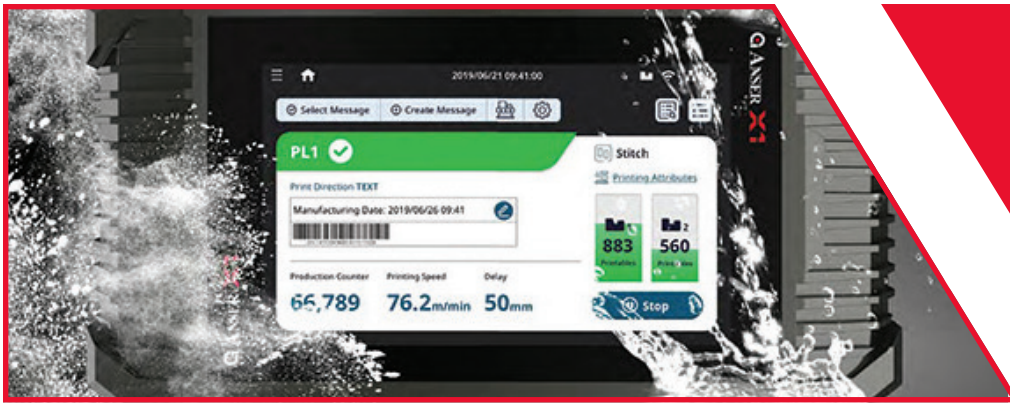 2019/06/21 09:41:00
Select Message
Create Message
PL1
Stitch
Printing Attributes
Print Direction TEXT
Manufacturing Date: 2019/06/26 09:41
883
Printables
2
560
Production Counter
Printing Speed
Delay
66,789
76.2m/min
50mm
Stop
ANSER X1
ANSER